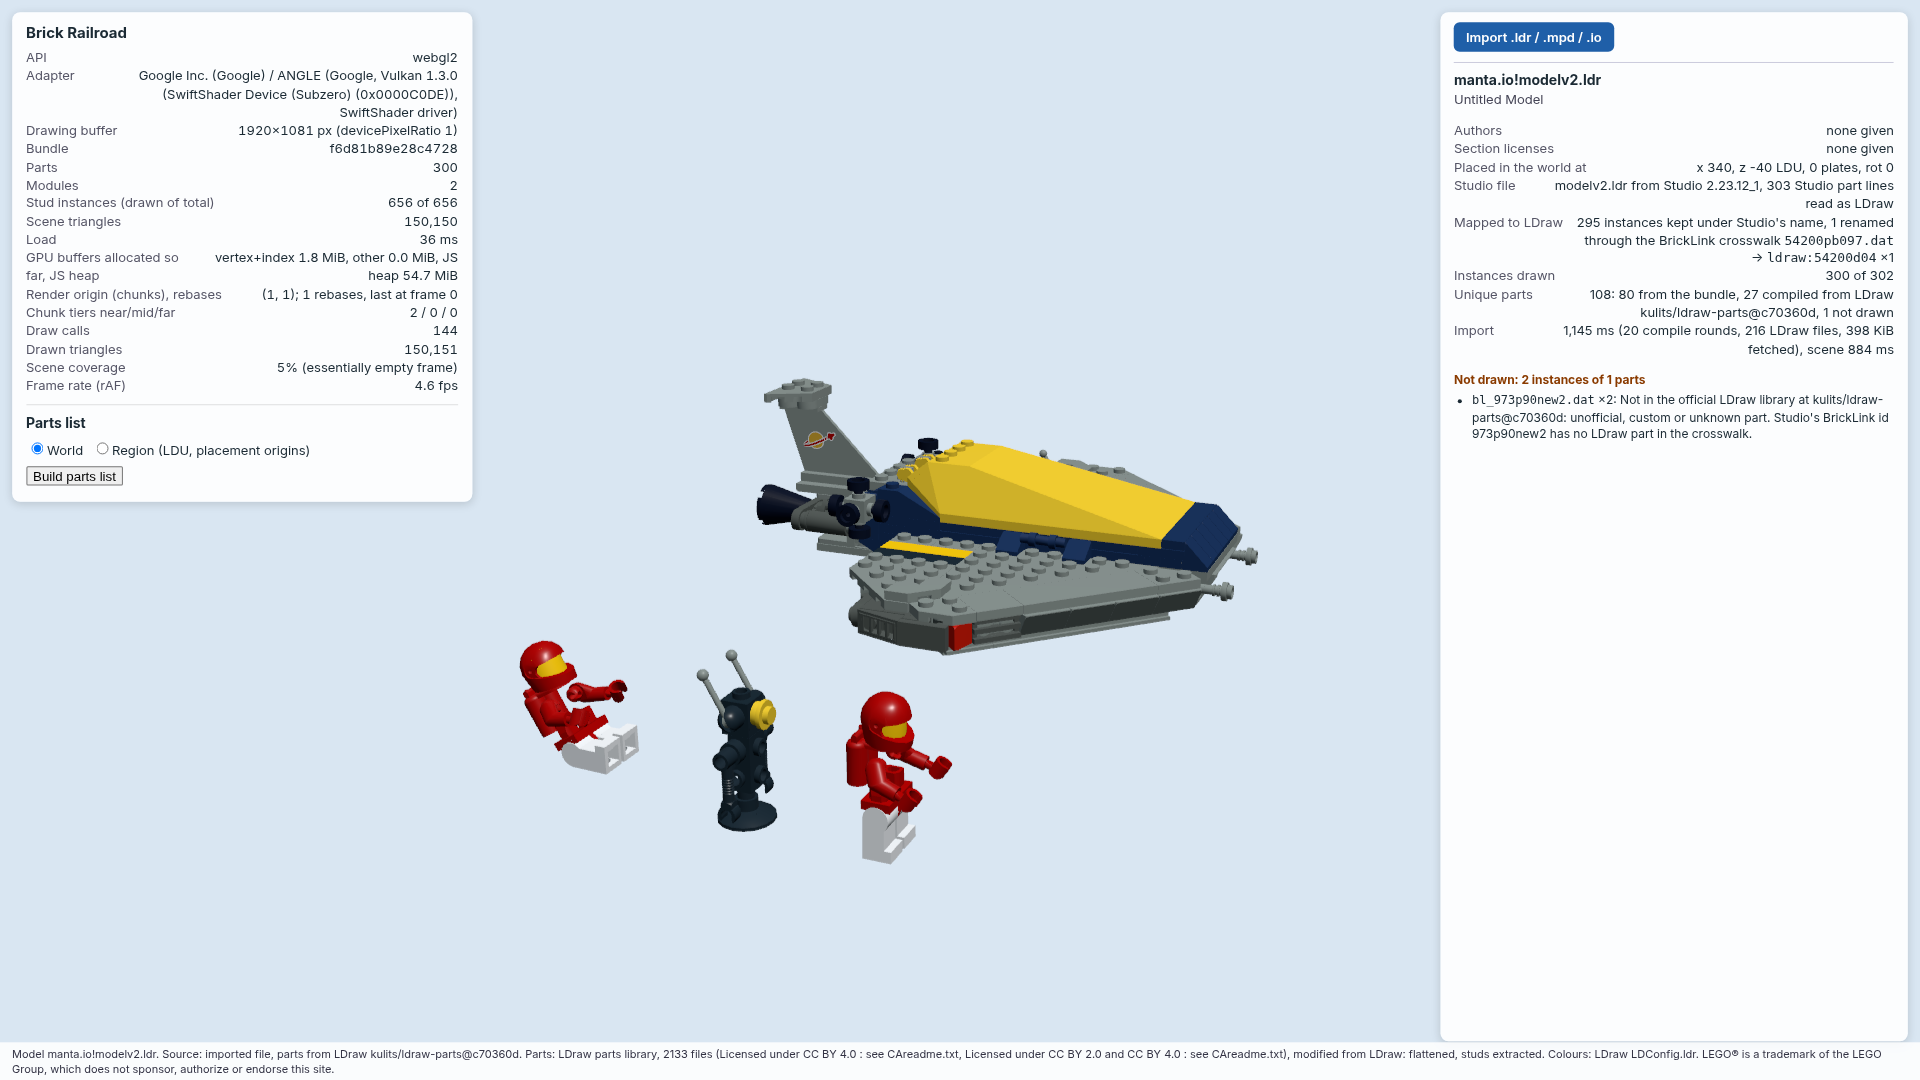 Brick Railroad
API webgl2
Adapter Google Inc. (Google) / ANGLE (Google, Vulkan 1.3.0
(SwiftShader Device (Subzero) (0x0000C0DE)),
SwiftShader driver)
Drawing buffer 1920×1081 px (devicePixelRatio 1)
Bundle f6d81b89e28c4728
Parts 300
Modules 2
Stud instances (drawn of total) 656 of 656
Scene triangles 150,150
Load 36 ms
GPU buffers allocated so vertex+index 1.8 MiB, other 0.0 MiB, JS
far, JS heap heap 54.7 MiB
Render origin (chunks), rebases (1, 1); 1 rebases, last at frame 0
Chunk tiers near/mid/far 2 / 0 / 0
Draw calls 144
Drawn triangles 150,151
Scene coverage 5% (essentially empty frame)
Frame rate (rAF) 4.6 fps
Parts list
World Region (LDU, placement origins)
Build parts list
Import .ldr / .mpd / .io
manta.io!modelv2.ldr
Untitled Model
Authors none given
Section licenses none given
Placed in the world at x 340, z -40 LDU, 0 plates, rot 0
Studio file modelv2.ldr from Studio 2.23.12_1, 303 Studio part lines
read as LDraw
Mapped to LDraw 295 instances kept under Studio's name, 1 renamed
through the BrickLink crosswalk 54200pb097.dat
→ ldraw:54200d04 ×1
Instances drawn 300 of 302
Unique parts 108: 80 from the bundle, 27 compiled from LDraw
kulits/ldraw-parts@c70360d, 1 not drawn
Import 1,145 ms (20 compile rounds, 216 LDraw files, 398 KiB
fetched), scene 884 ms
Not drawn: 2 instances of 1 parts
• bl_973p90new2.dat ×2: Not in the official LDraw library at kulits/ldraw-
parts@c70360d: unofficial, custom or unknown part. Studio's BrickLink id
973p90new2 has no LDraw part in the crosswalk.
Model manta.io!modelv2.ldr. Source: imported file, parts from LDraw kulits/ldraw-parts@c70360d. Parts: LDraw parts library, 2133 files (Licensed under CC BY 4.0 : see CAreadme.txt, Licensed under CC BY 2.0 and CC BY 4.0 : see CAreadme.txt), modified from LDraw: flattened, studs extracted. Colours: LDraw LDConfig.ldr. LEGO® is a trademark of the LEGO
Group, which does not sponsor, authorize or endorse this site.